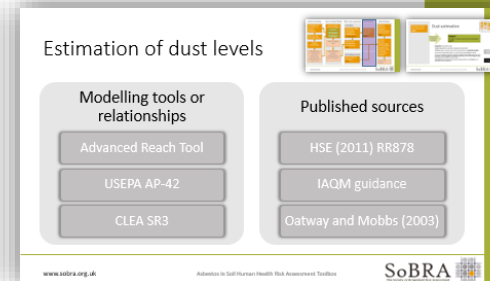 Estimation of dust levels
Dust estimation
Modelling tools or
relationships
Advanced Reach Tool
USEPA AP-42
CLEA SR3
Published sources
HSE (2011) RR878
IAQM guidance
Oatway and Mobbs (2003)
www.sobra.org.uk
Asbestos in Soil Human Health Risk Assessment Toolbox
SoBRA